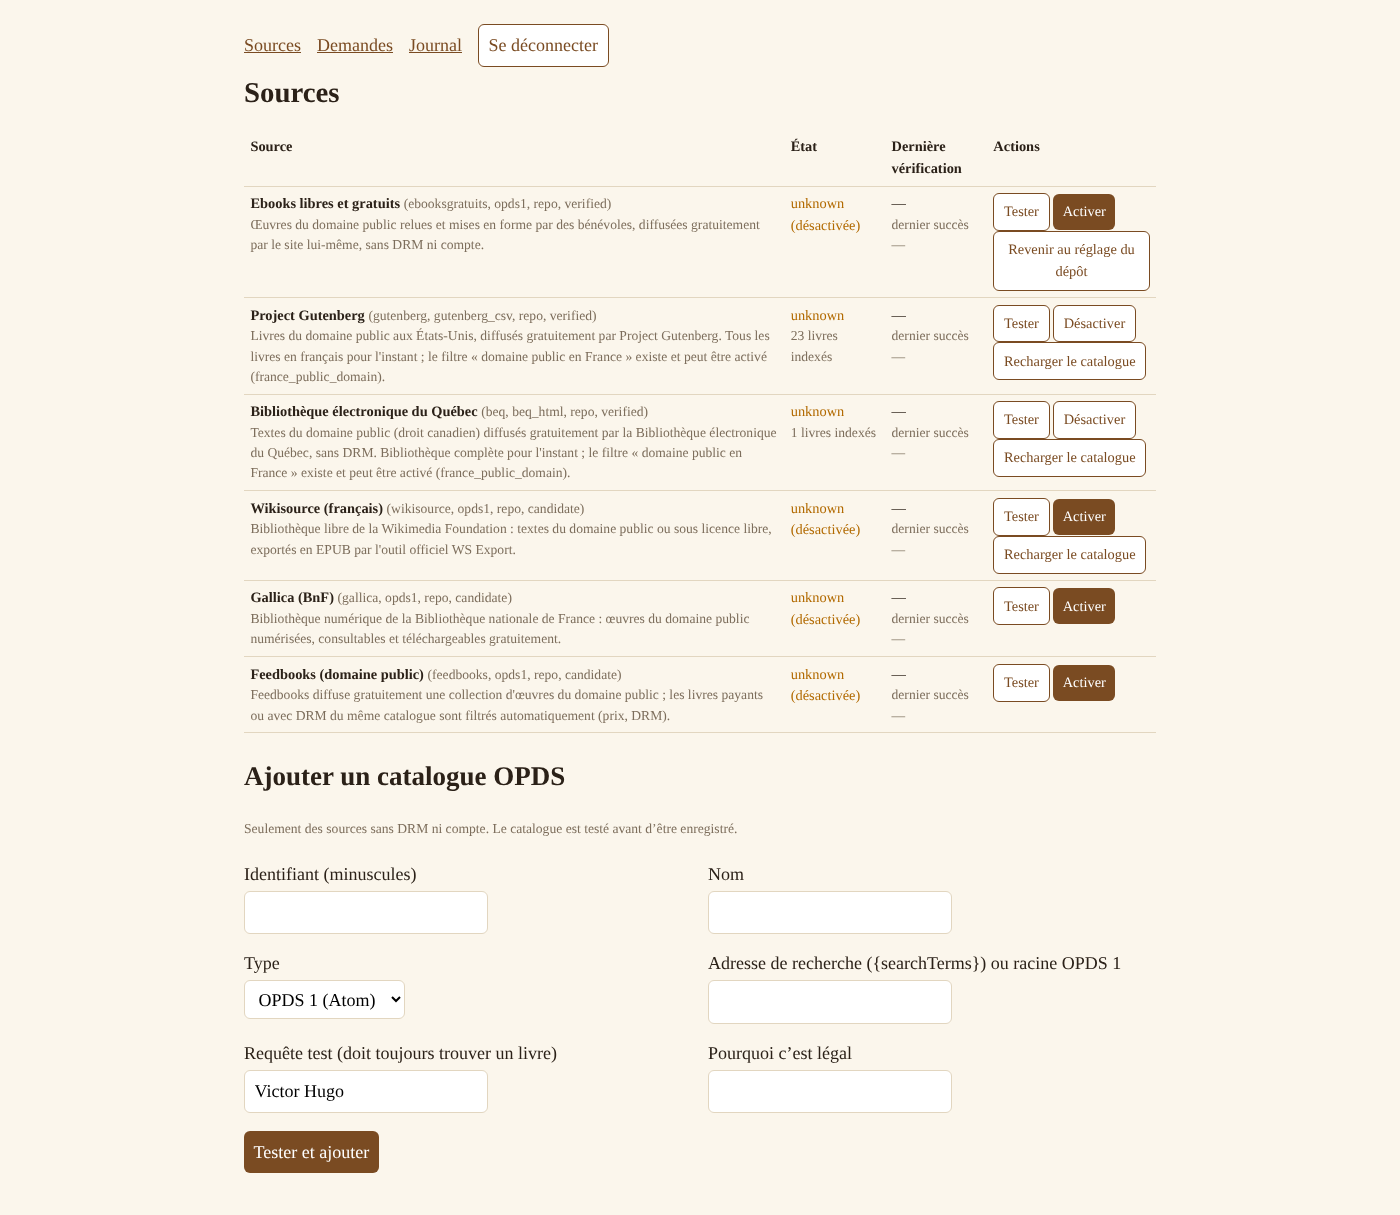 Sources Demandes Journal Se déconnecter
Sources
Source État Dernière vérification Actions
Ebooks libres et gratuits (ebooksgratuits, opds1, repo, verified)
Œuvres du domaine public relues et mises en forme par des bénévoles, diffusées gratuitement
par le site lui-même, sans DRM ni compte.
unknown
(désactivée)
—
dernier succès
—
Tester Activer
Revenir au réglage du
dépôt
Project Gutenberg (gutenberg, gutenberg_csv, repo, verified)
Livres du domaine public aux États-Unis, diffusés gratuitement par Project Gutenberg. Tous les
livres en français pour l'instant ; le filtre « domaine public en France » existe et peut être activé
(france_public_domain).
unknown
23 livres
indexés
—
dernier succès
—
Tester Désactiver
Recharger le catalogue
Bibliothèque électronique du Québec (beq, beq_html, repo, verified)
Textes du domaine public (droit canadien) diffusés gratuitement par la Bibliothèque électronique
du Québec, sans DRM. Bibliothèque complète pour l'instant ; le filtre « domaine public en
France » existe et peut être activé (france_public_domain).
unknown
1 livres indexés
—
dernier succès
—
Tester Désactiver
Recharger le catalogue
Wikisource (français) (wikisource, opds1, repo, candidate)
Bibliothèque libre de la Wikimedia Foundation : textes du domaine public ou sous licence libre,
exportés en EPUB par l'outil officiel WS Export.
unknown
(désactivée)
—
dernier succès
—
Tester Activer
Recharger le catalogue
Gallica (BnF) (gallica, opds1, repo, candidate)
Bibliothèque numérique de la Bibliothèque nationale de France : œuvres du domaine public
numérisées, consultables et téléchargeables gratuitement.
unknown
(désactivée)
—
dernier succès
—
Tester Activer
Feedbooks (domaine public) (feedbooks, opds1, repo, candidate)
Feedbooks diffuse gratuitement une collection d'œuvres du domaine public ; les livres payants
ou avec DRM du même catalogue sont filtrés automatiquement (prix, DRM).
unknown
(désactivée)
—
dernier succès
—
Tester Activer
Ajouter un catalogue OPDS
Seulement des sources sans DRM ni compte. Le catalogue est testé avant d’être enregistré.
Identifiant (minuscules)
Nom
Type
OPDS 1 (Atom)
Adresse de recherche ({searchTerms}) ou racine OPDS 1
Requête test (doit toujours trouver un livre)
Victor Hugo
Pourquoi c’est légal
Tester et ajouter